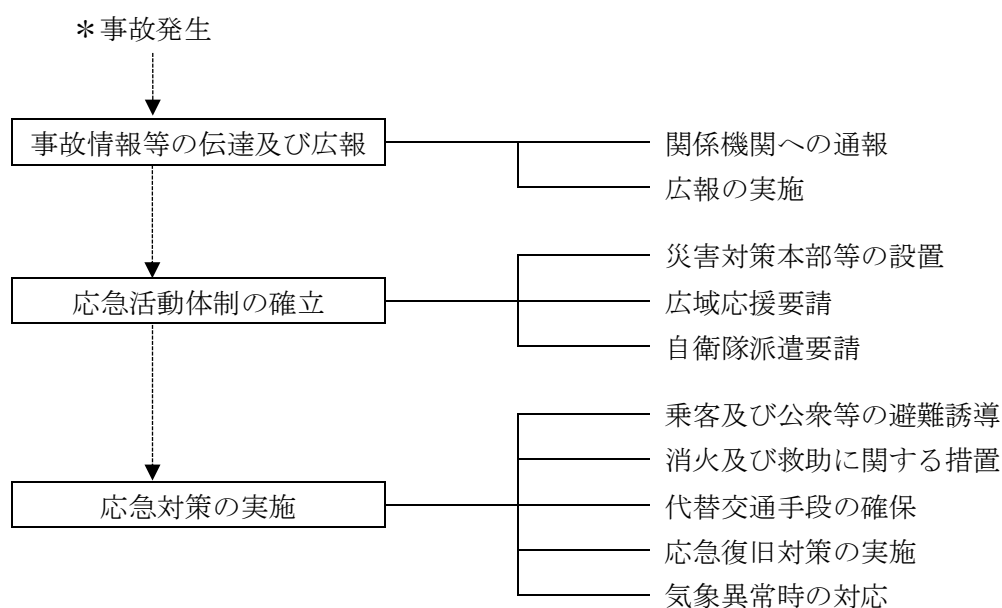 ＊事故発生
事故情報等の伝達及び広報
関係機関への通報
広報の実施
応急活動体制の確立
災害対策本部等の設置
広域応援要請
自衛隊派遣要請
応急対策の実施
乗客及び公衆等の避難誘導
消火及び救助に関する措置
代替交通手段の確保
応急復旧対策の実施
気象異常時の対応